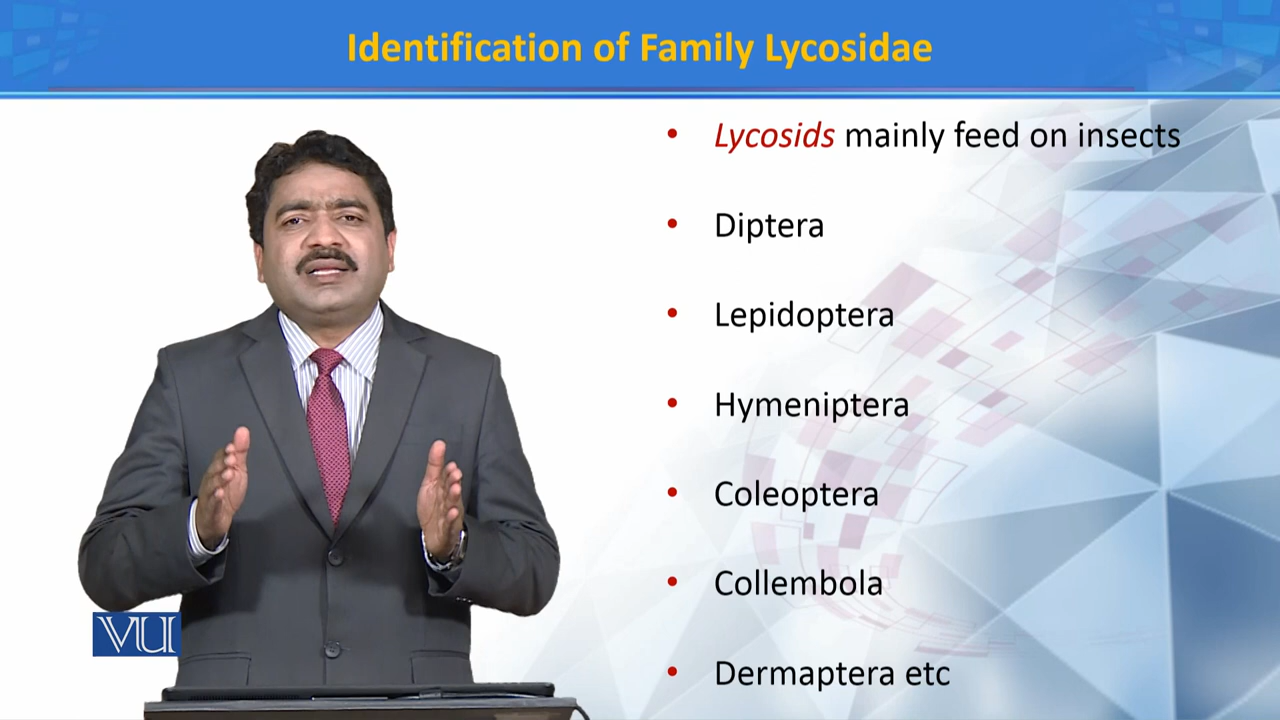 Identification of Family Lycosidae
• Lycosids mainly feed on insects
• Diptera
• Lepidoptera
• Hymeniptera
• Coleoptera
• Collembola
• Dermaptera etc
VU